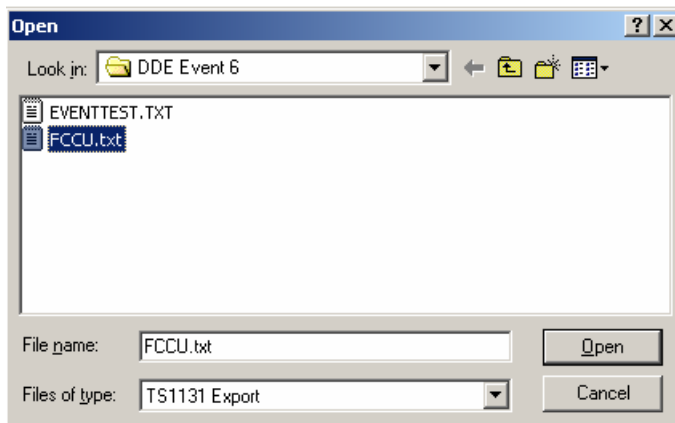 Open
Look in: DDE Event 6
EVENTTEST.TXT
FCCU.txt
File name: FCCU.txt Open
Files of type: TS1131 Export Cancel